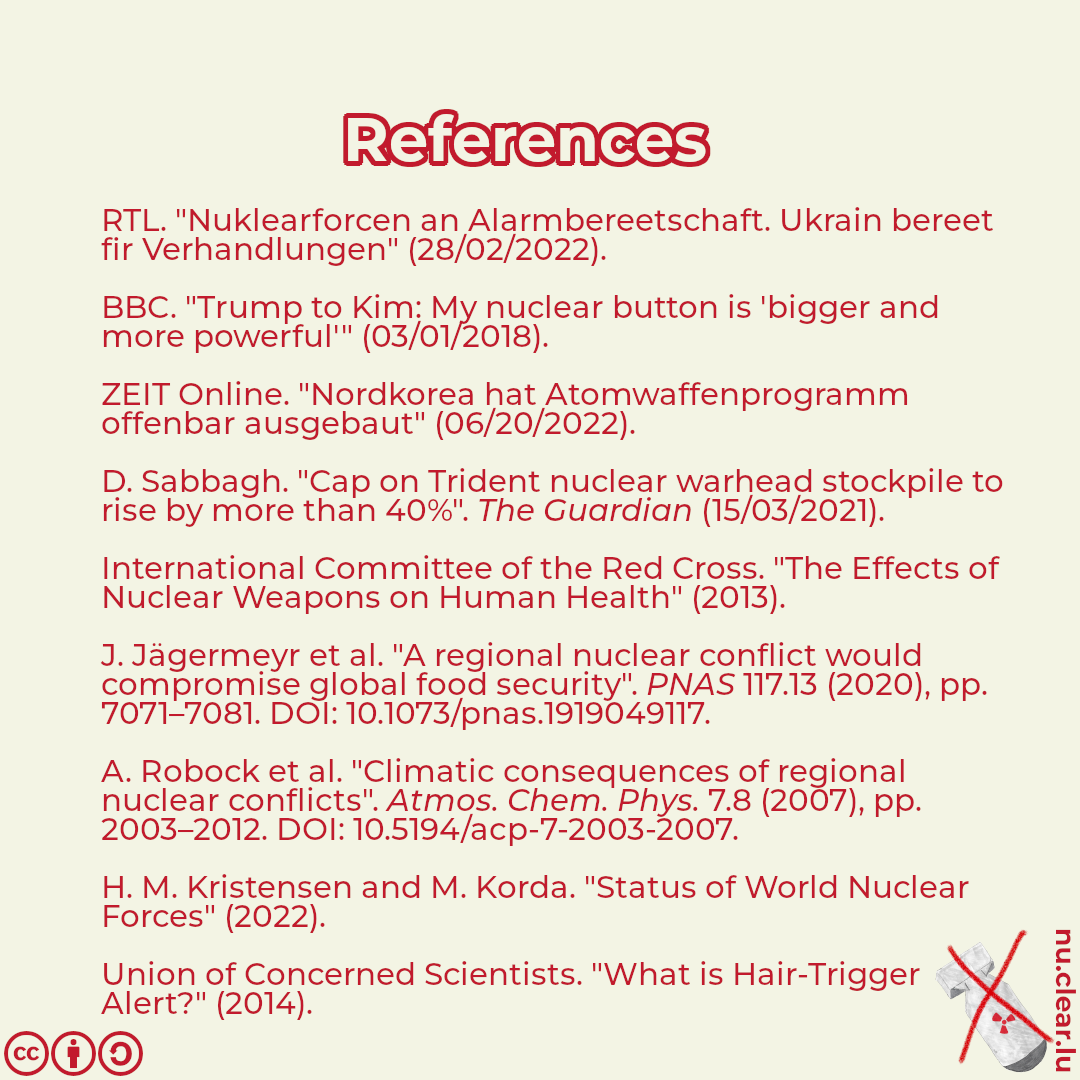 References
RTL. "Nuklearforcen an Alarmbereetschaft. Ukrain bereet
fir Verhandlungen" (28/02/2022).
BBC. "Trump to Kim: My nuclear button is 'bigger and
more powerful'" (03/01/2018).
ZEIT Online. "Nordkorea hat Atomwaffenprogramm
offenbar ausgebaut" (06/20/2022).
D. Sabbagh. "Cap on Trident nuclear warhead stockpile to
rise by more than 40%". The Guardian (15/03/2021).
International Committee of the Red Cross. "The Effects of
Nuclear Weapons on Human Health" (2013).
J. Jägermeyr et al. "A regional nuclear conflict would
compromise global food security". PNAS 117.13 (2020), pp.
7071–7081. DOI: 10.1073/pnas.1919049117.
A. Robock et al. "Climatic consequences of regional
nuclear conflicts". Atmos. Chem. Phys. 7.8 (2007), pp.
2003–2012. DOI: 10.5194/acp-7-2003-2007.
H. M. Kristensen and M. Korda. "Status of World Nuclear
Forces" (2022).
Union of Concerned Scientists. "What is Hair-Trigger
Alert?" (2014).
cc
nu.clear.lu